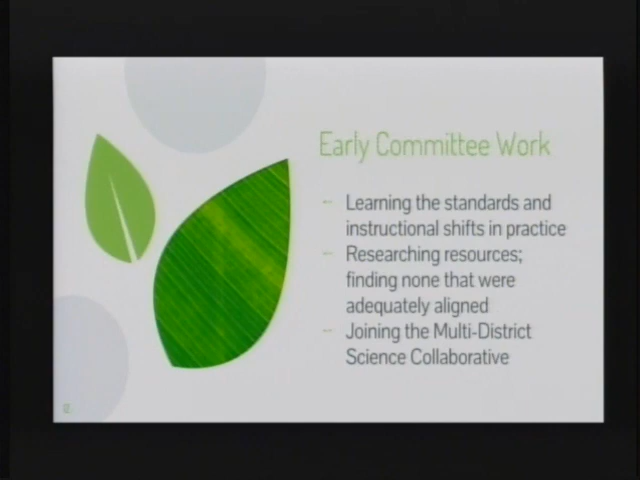 Early Committee Work
– Learning the standards and
instructional shifts in practice
– Researching resources;
finding none that were
adequately aligned
– Joining the Multi-District
Science Collaborative
12